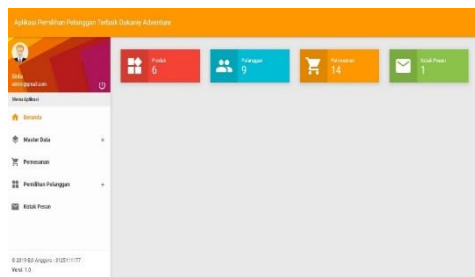 Aplikasi Pemilihan Pelanggan Terbaik Dakawy Adventure
Produk
6
Pelanggan
9
Pemesanan
14
Kotak Pesan
1
Menu Aplikasi
Beranda
Master Data +
Pemesanan
Pemilihan Pelanggan +
Kotak Pesan
Versi 1.0